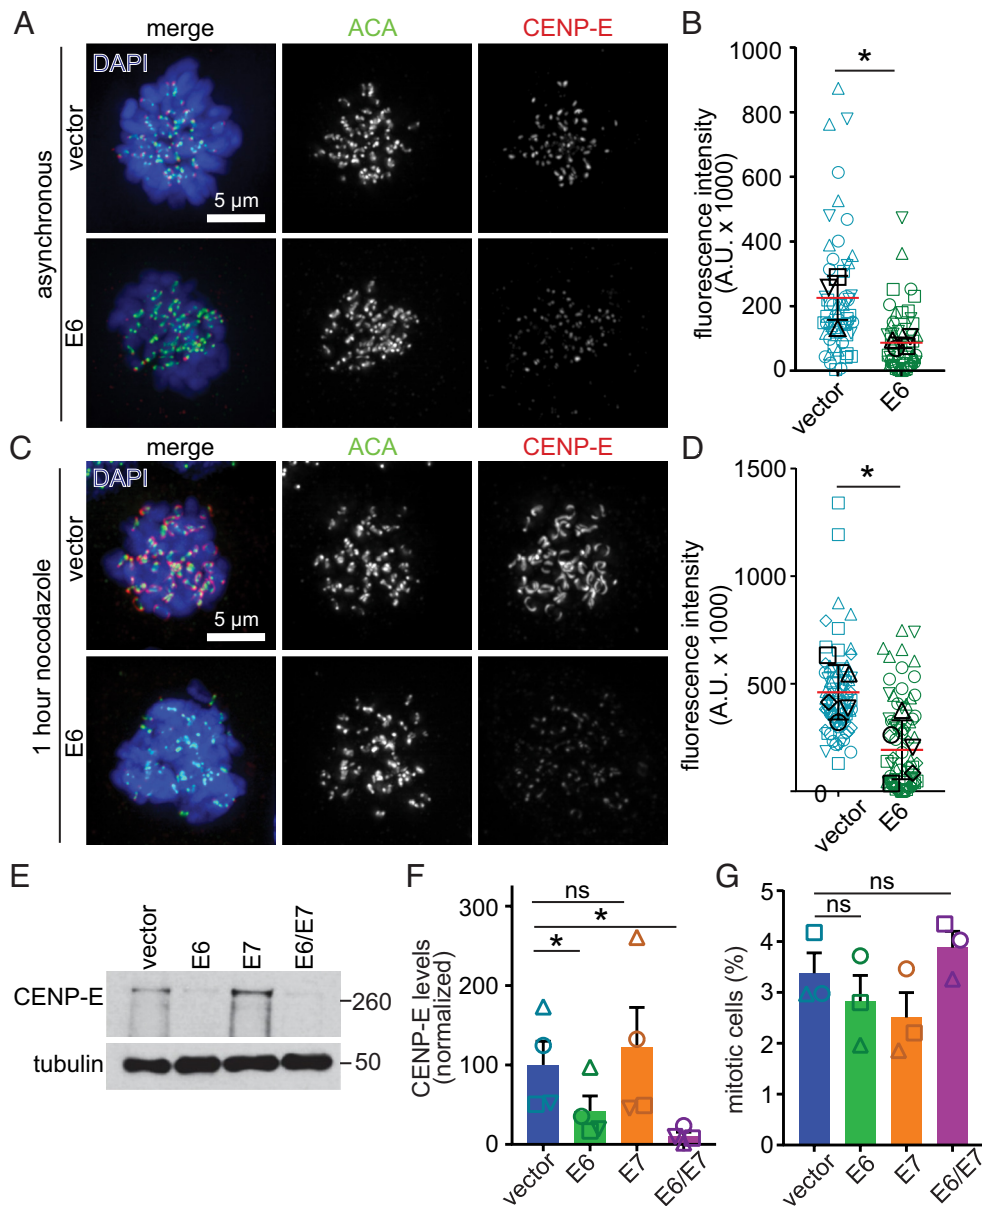 A
merge
ACA
CENP-E
DAPI
asynchronous
vector
5 µm
E6
B
1000
*
800
600
400
200
0
fluorescence intensity
(A.U. x 1000)
vector
E6
C
merge
ACA
CENP-E
DAPI
1 hour nocodazole
vector
5 µm
E6
D
1500
*
1000
500
0
fluorescence intensity
(A.U. x 1000)
vector
E6
E
vector
E6
E7
E6/E7
CENP-E
260
tubulin
50
F
300
ns
*
*
200
100
0
CENP-E levels
(normalized)
vector
E6
E7
E6/E7
G
5
ns
ns
4
3
2
1
0
mitotic cells (%)
vector
E6
E7
E6/E7